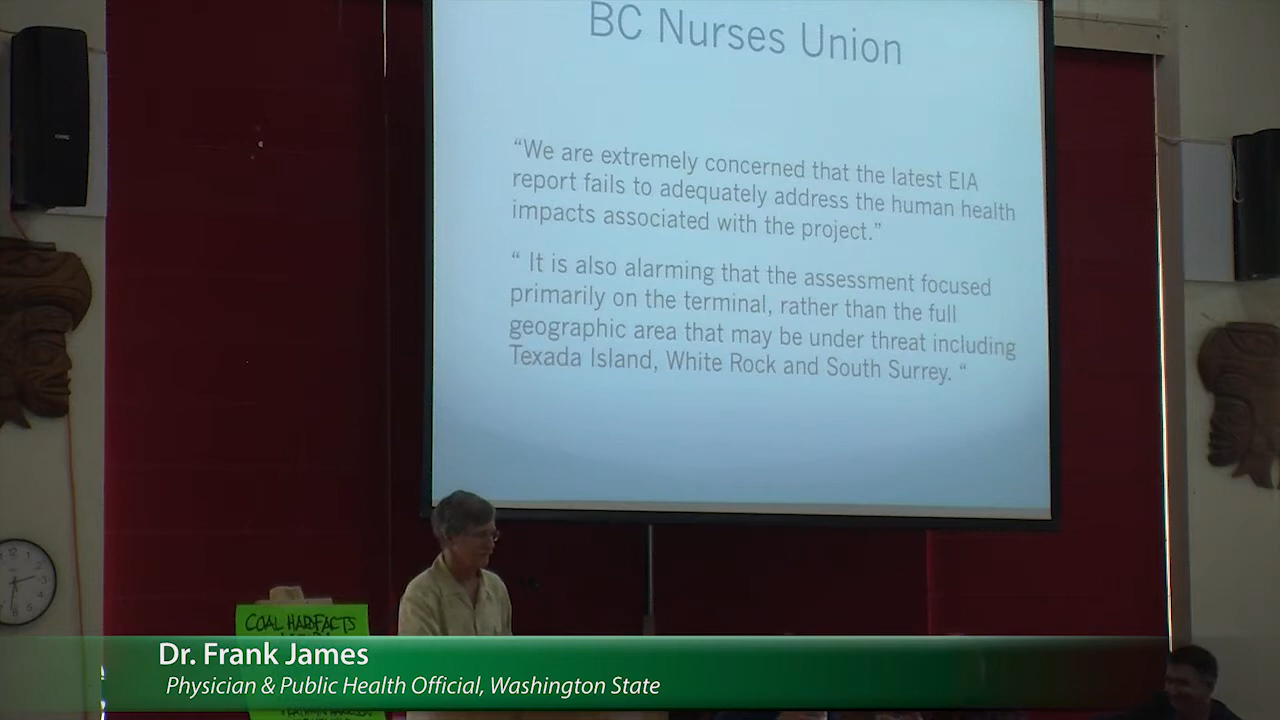 BC Nurses Union
“We are extremely concerned that the latest EIA
report fails to adequately address the human health
impacts associated with the project.”
“ It is also alarming that the assessment focused
primarily on the terminal, rather than the full
geographic area that may be under threat including
Texada Island, White Rock and South Surrey. “
COAL HARD FACTS
Dr. Frank James
Physician & Public Health Official, Washington State